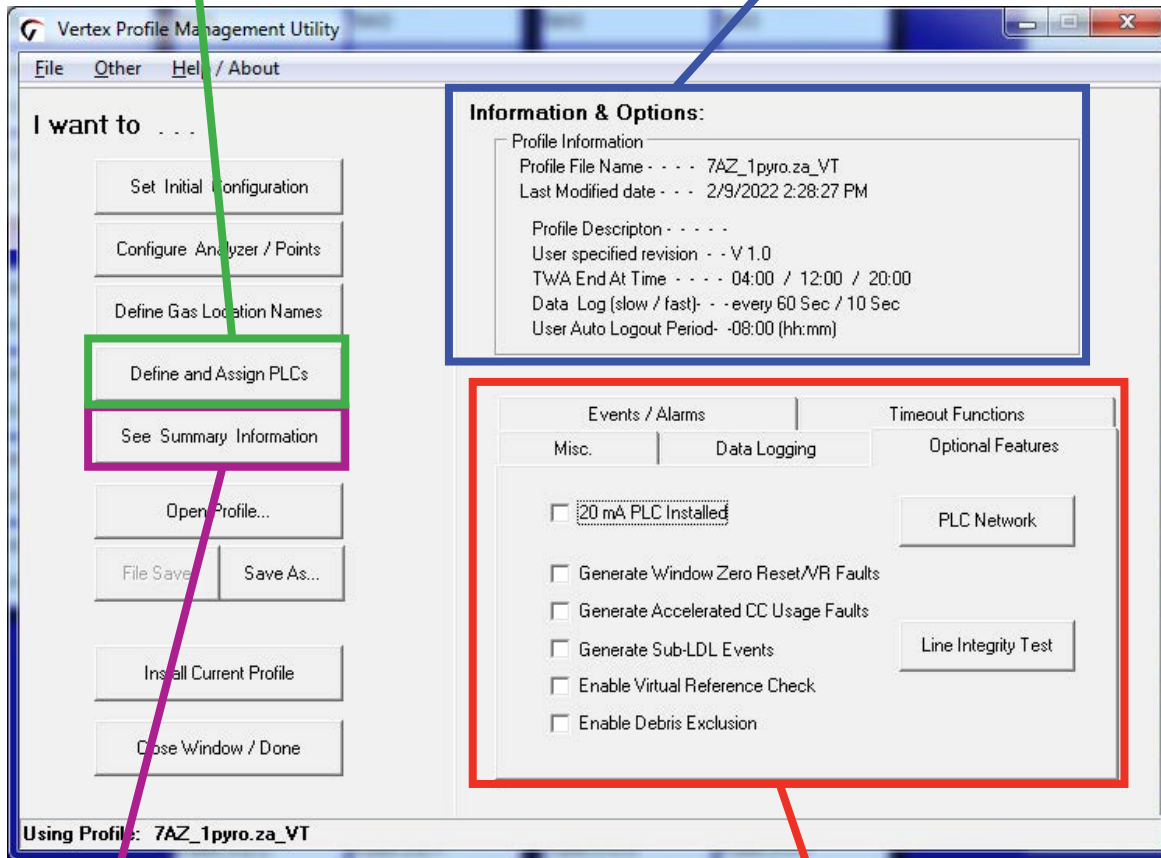 Vertex Profile Management Utility
File Other Help / About
I want to . . .
Set Initial Configuration
Configure Analyzer / Points
Define Gas Location Names
Define and Assign PLCs
See Summary Information
Open Profile...
File Save
Save As...
Install Current Profile
Close Window / Done
Information & Options:
Profile Information
Profile File Name - - - - 7AZ_1pyro.za_VT
Last Modified date - - - 2/9/2022 2:28:27 PM
Profile Descripton - - - - -
User specified revision - - V 1.0
TWA End At Time - - - - 04:00 / 12:00 / 20:00
Data Log (slow / fast)- - - every 60 Sec / 10 Sec
User Auto Logout Period- -08:00 (hh:mm)
Events / Alarms
Timeout Functions
Misc.
Data Logging
Optional Features
20 mA PLC Installed
PLC Network
Generate Window Zero Reset/VR Faults
Generate Accelerated CC Usage Faults
Generate Sub-LDL Events
Line Integrity Test
Enable Virtual Reference Check
Enable Debris Exclusion
Using Profile: 7AZ_1pyro.za_VT